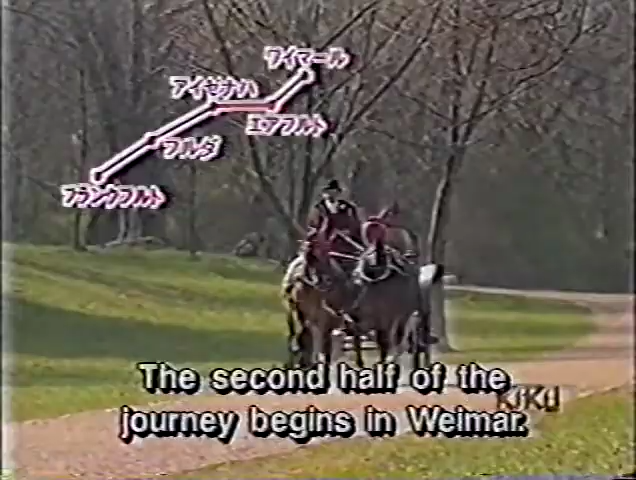 ワイマール
アイゼナハ
エアフルト
フルダ
フランクフルト
The second half of the
journey begins in Weimar.
KIKU